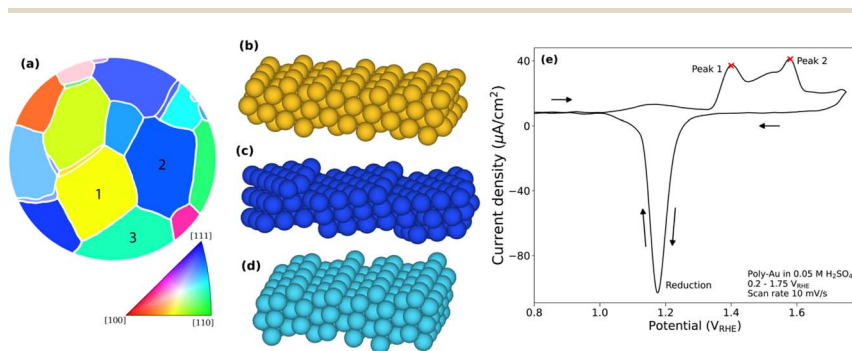 (a)
1
2
3
[111]
[100]
[110]
(b)
(c)
(d)
(e)
Peak 1
Peak 2
Reduction
Poly-Au in 0.05 M H₂SO₄
0.2 - 1.75 V_RHE
Scan rate 10 mV/s
Current density (μA/cm²)
40
0
−40
−80
0.8
1.0
1.2
1.4
1.6
Potential (V_RHE)